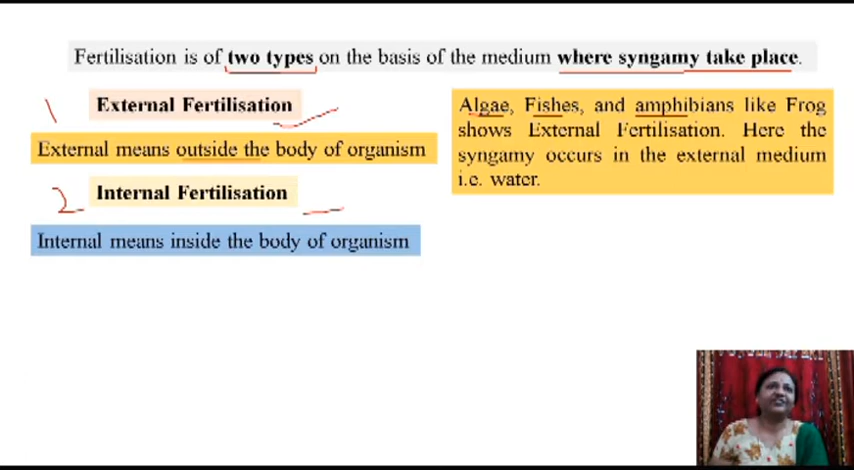 Fertilisation is of two types on the basis of the medium where syngamy take place.
1
External Fertilisation
External means outside the body of organism
2
Internal Fertilisation
Internal means inside the body of organism
Algae, Fishes, and amphibians like Frog
shows External Fertilisation. Here the
syngamy occurs in the external medium
i.e. water.